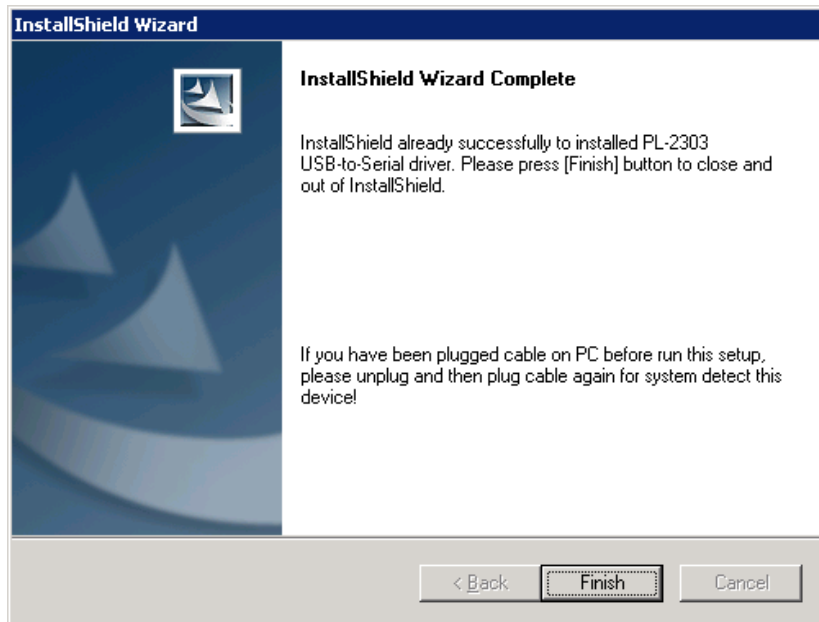 InstallShield Wizard
InstallShield Wizard Complete
InstallShield already successfully to installed PL-2303
USB-to-Serial driver. Please press [Finish] button to close and
out of InstallShield.
If you have been plugged cable on PC before run this setup,
please unplug and then plug cable again for system detect this
device!
< Back Finish Cancel